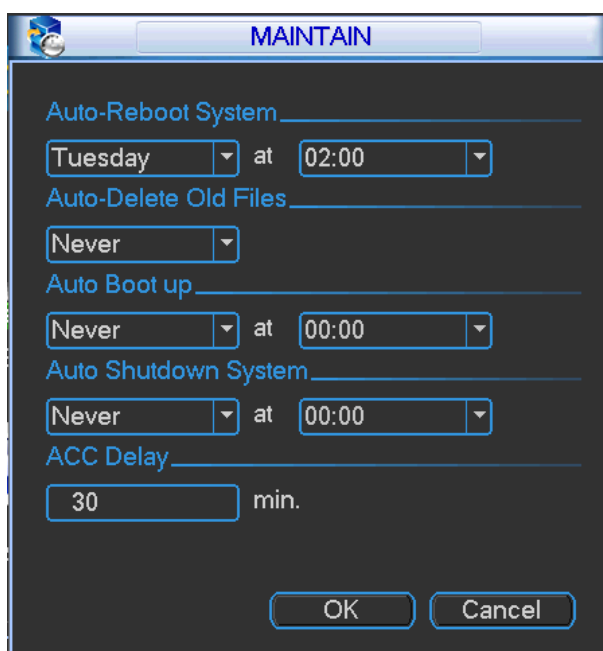 MAINTAIN
Auto-Reboot System
Tuesday at 02:00
Auto-Delete Old Files
Never
Auto Boot up
Never at 00:00
Auto Shutdown System
Never at 00:00
ACC Delay
30 min.
OK Cancel